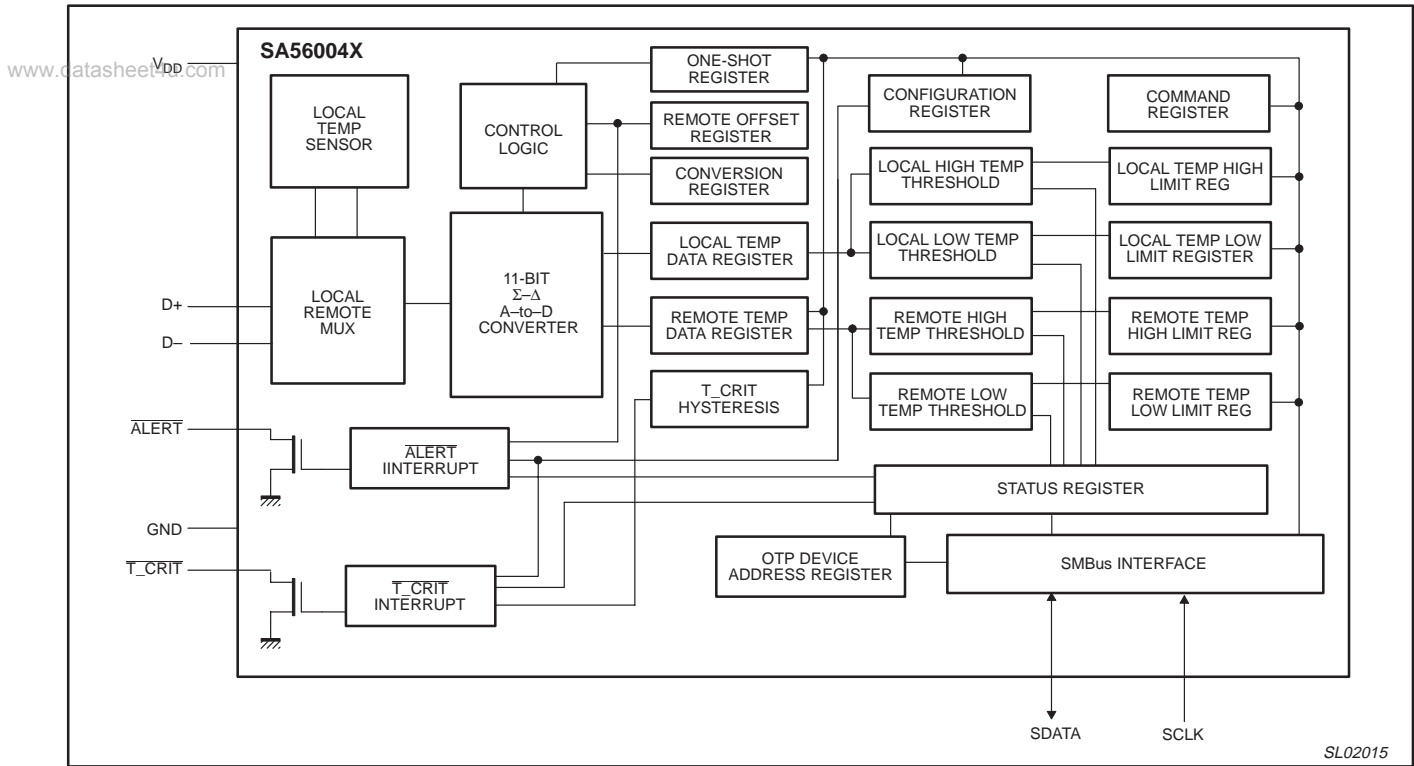 SA56004X
VDD
www.datasheet4u.com
LOCAL
TEMP
SENSOR
CONTROL
LOGIC
ONE-SHOT
REGISTER
REMOTE OFFSET
REGISTER
CONVERSION
REGISTER
CONFIGURATION
REGISTER
COMMAND
REGISTER
LOCAL HIGH TEMP
THRESHOLD
LOCAL TEMP HIGH
LIMIT REG
LOCAL TEMP
DATA REGISTER
LOCAL LOW TEMP
THRESHOLD
LOCAL TEMP LOW
LIMIT REGISTER
D+
D–
LOCAL
REMOTE
MUX
11-BIT
Σ–Δ
A–to–D
CONVERTER
REMOTE TEMP
DATA REGISTER
REMOTE HIGH
TEMP THRESHOLD
REMOTE TEMP
HIGH LIMIT REG
T_CRIT
HYSTERESIS
REMOTE LOW
TEMP THRESHOLD
REMOTE TEMP
LOW LIMIT REG
ALERT
ALERT
IINTERRUPT
STATUS REGISTER
GND
OTP DEVICE
ADDRESS REGISTER
SMBus INTERFACE
T_CRIT
T_CRIT
INTERRUPT
SDATA
SCLK
SL02015